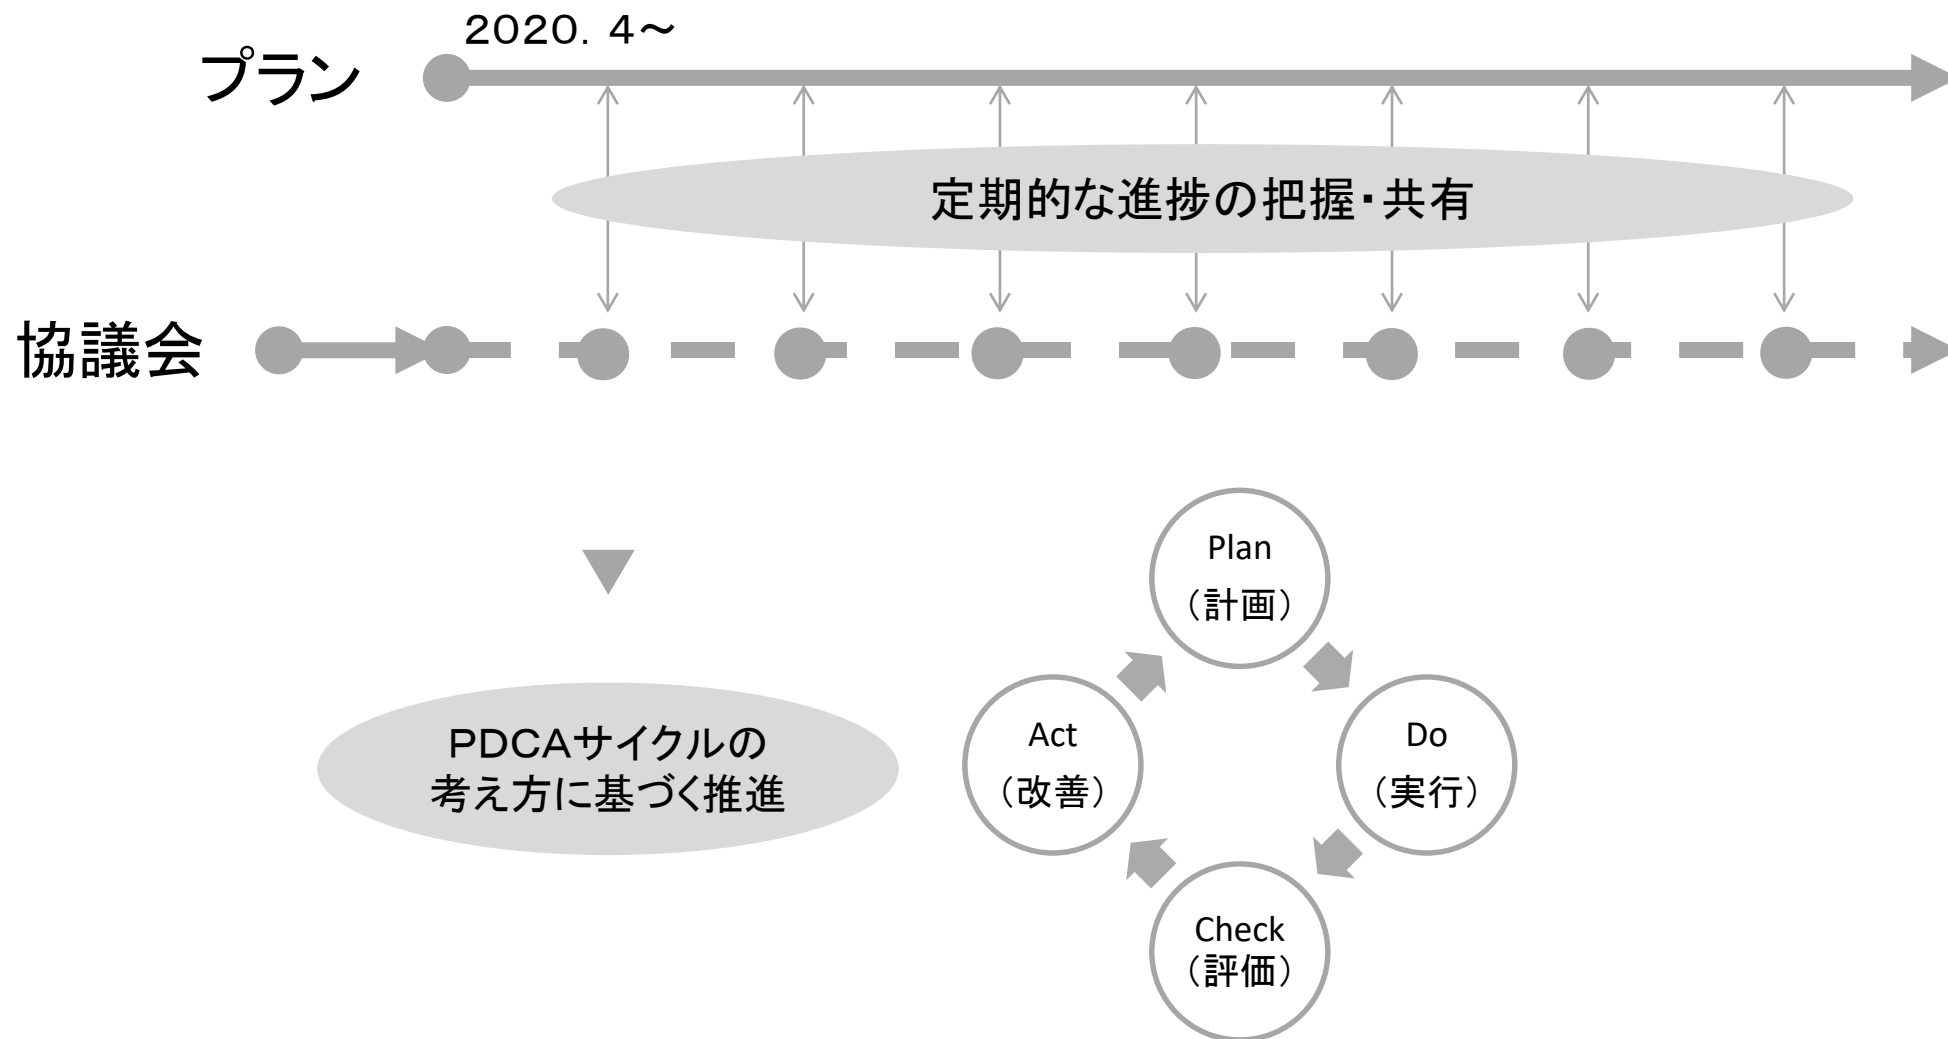 ２０２０．４～
プラン
定期的な進捗の把握・共有
協議会
Plan
（計画）
Act
（改善）
Do
（実行）
PDCAサイクルの
考え方に基づく推進
Check
（評価）